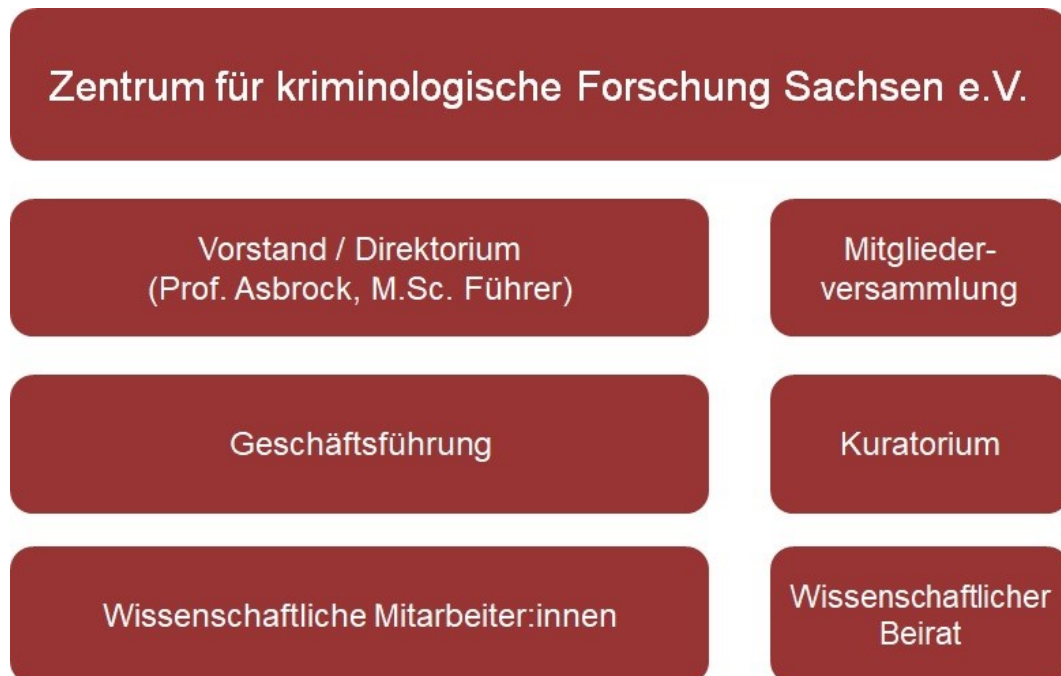 Zentrum für kriminologische Forschung Sachsen e.V.
Vorstand / Direktorium
(Prof. Asbrock, M.Sc. Führer)
Mitglieder-
versammlung
Geschäftsführung
Kuratorium
Wissenschaftliche Mitarbeiter:innen
Wissenschaftlicher
Beirat